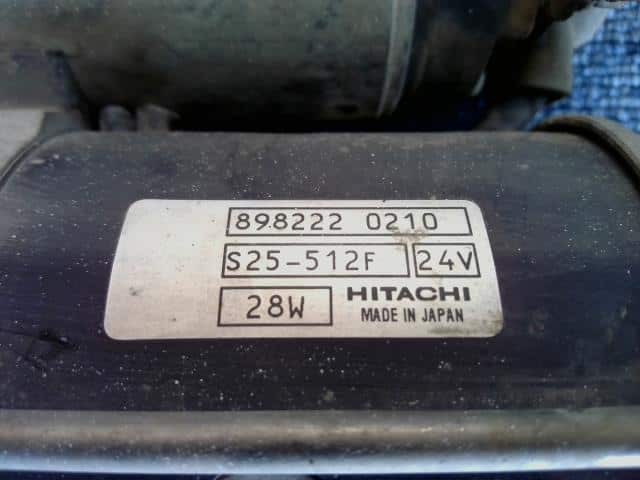 898222 0210
S25-512F 24V
28W HITACHI
MADE IN JAPAN